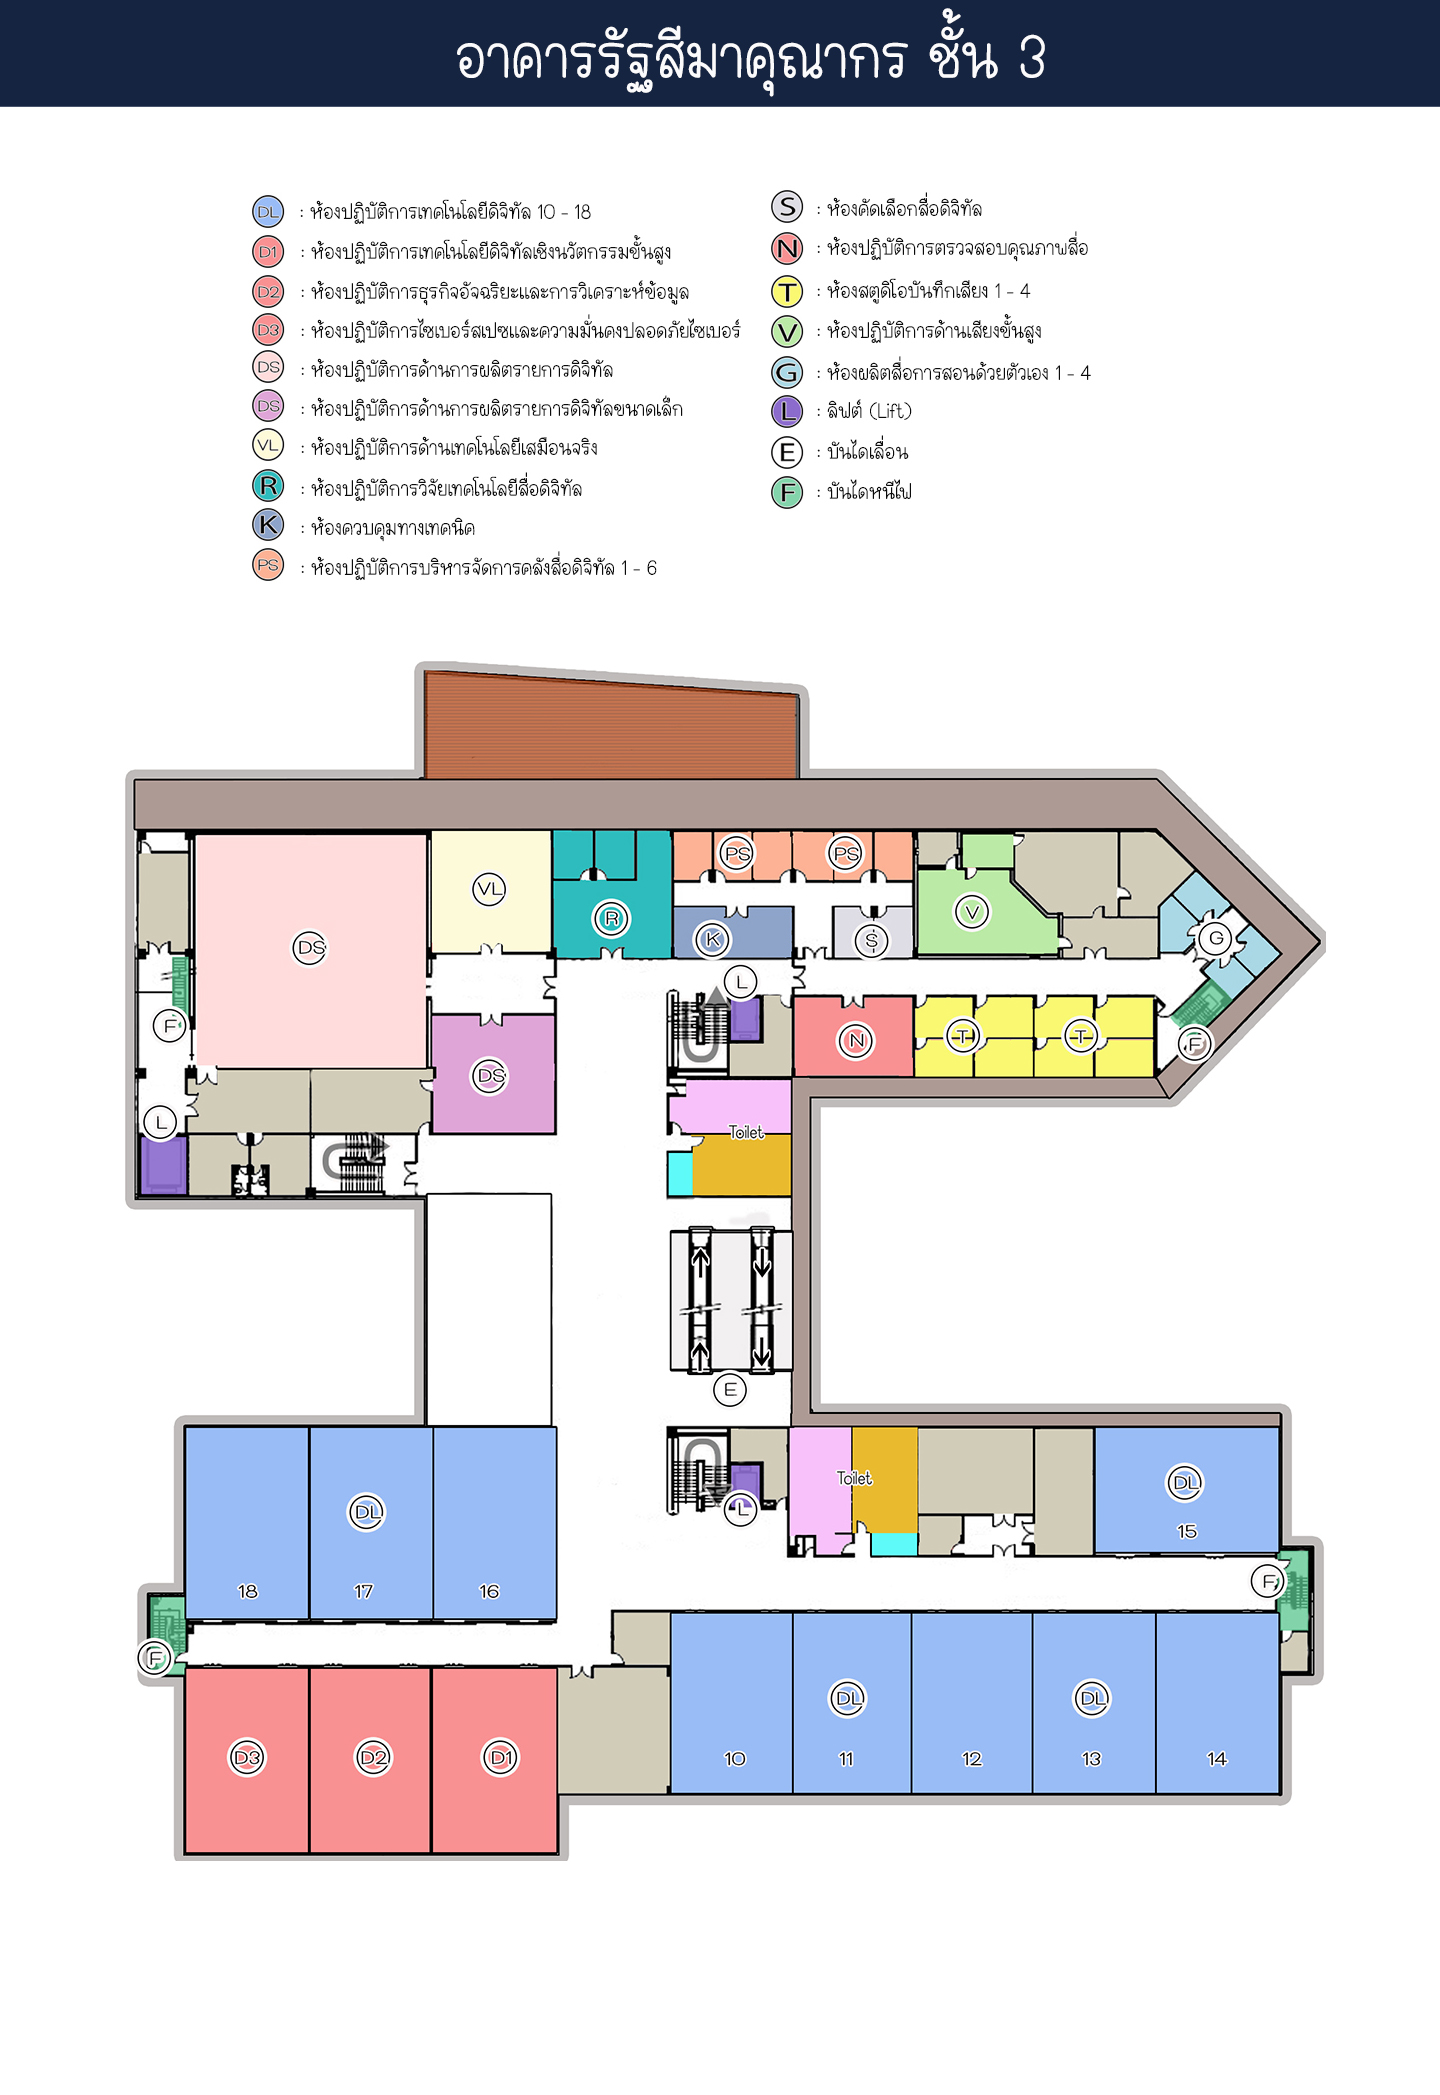 อาคารรัฐสีมาคุณากร ชั้น 3
DL : ห้องปฏิบัติการเทคโนโลยีดิจิทัล 10 - 18
D1 : ห้องปฏิบัติการเทคโนโลยีดิจิทัลเชิงนวัตกรรมขั้นสูง
D2 : ห้องปฏิบัติการธุรกิจอัจฉริยะและการวิเคราะห์ข้อมูล
D3 : ห้องปฏิบัติการไซเบอร์สเปซและความมั่นคงปลอดภัยไซเบอร์
DS : ห้องปฏิบัติการด้านการผลิตรายการดิจิทัล
DS : ห้องปฏิบัติการด้านการผลิตรายการดิจิทัลขนาดเล็ก
VL : ห้องปฏิบัติการด้านเทคโนโลยีเสมือนจริง
R : ห้องปฏิบัติการวิจัยเทคโนโลยีสื่อดิจิทัล
K : ห้องควบคุมทางเทคนิค
PS : ห้องปฏิบัติการบริหารจัดการคลังสื่อดิจิทัล 1 - 6
S : ห้องคัดเลือกสื่อดิจิทัล
N : ห้องปฏิบัติการตรวจสอบคุณภาพสื่อ
T : ห้องสตูดิโอบันทึกเสียง 1 - 4
V : ห้องปฏิบัติการด้านเสียงขั้นสูง
G : ห้องผลิตสื่อการสอนด้วยตัวเอง 1 - 4
L : ลิฟต์ (Lift)
E : บันไดเลื่อน
F : บันไดหนีไฟ
PS PS
VL
R
V
K
S
G
DS
L
F
N
T
T
F
DS
L
Toilet
E
DL
Toilet
DL
L
15
18
17
16
F
F
DL
DL
D3
D2
D1
10
11
12
13
14